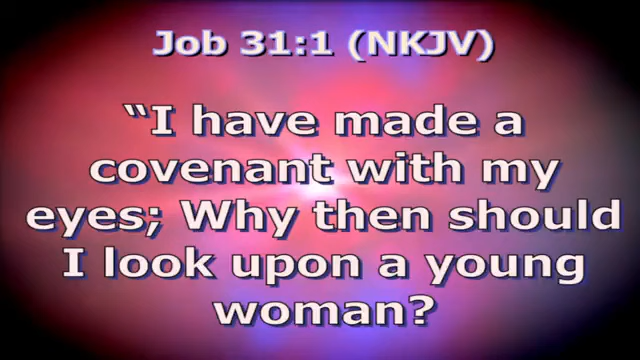 Job 31:1 (NKJV)
“I have made a
covenant with my
eyes; Why then should
I look upon a young
woman?